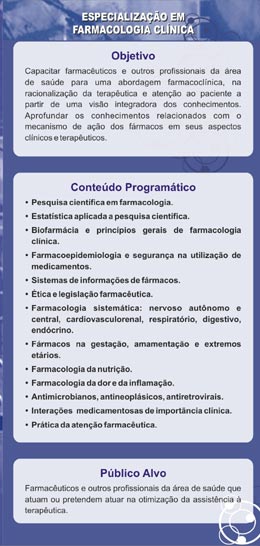 ESPECIALIZAÇÃO EM
FARMACOLOGIA CLÍNICA
Objetivo
Capacitar farmacêuticos e outros profissionais da área
de saúde para uma abordagem farmacoclínica, na
racionalização da terapêutica e atenção ao paciente a
partir de uma visão integradora dos conhecimentos.
Aprofundar os conhecimentos relacionados com o
mecanismo de ação dos fármacos em seus aspectos
clínicos e terapêuticos.
Conteúdo Programático
• Pesquisa científica em farmacologia.
• Estatística aplicada a pesquisa científica.
• Biofarmácia e princípios gerais de farmacologia
clínica.
• Farmacoepidemiologia e segurança na utilização de
medicamentos.
• Sistemas de informações de fármacos.
• Ética e legislação farmacêutica.
• Farmacologia sistemática: nervoso autônomo e
central, cardiovasculorenal, respiratório, digestivo,
endócrino.
• Fármacos na gestação, amamentação e extremos
etários.
• Farmacologia da nutrição.
• Farmacologia da dor e da inflamação.
• Antimicrobianos, antineoplásicos, antiretrovirais.
• Interações medicamentosas de importância clínica.
• Prática da atenção farmacêutica.
Público Alvo
Farmacêuticos e outros profissionais da área de saúde que
atuam ou pretendem atuar na otimização da assistência à
terapêutica.